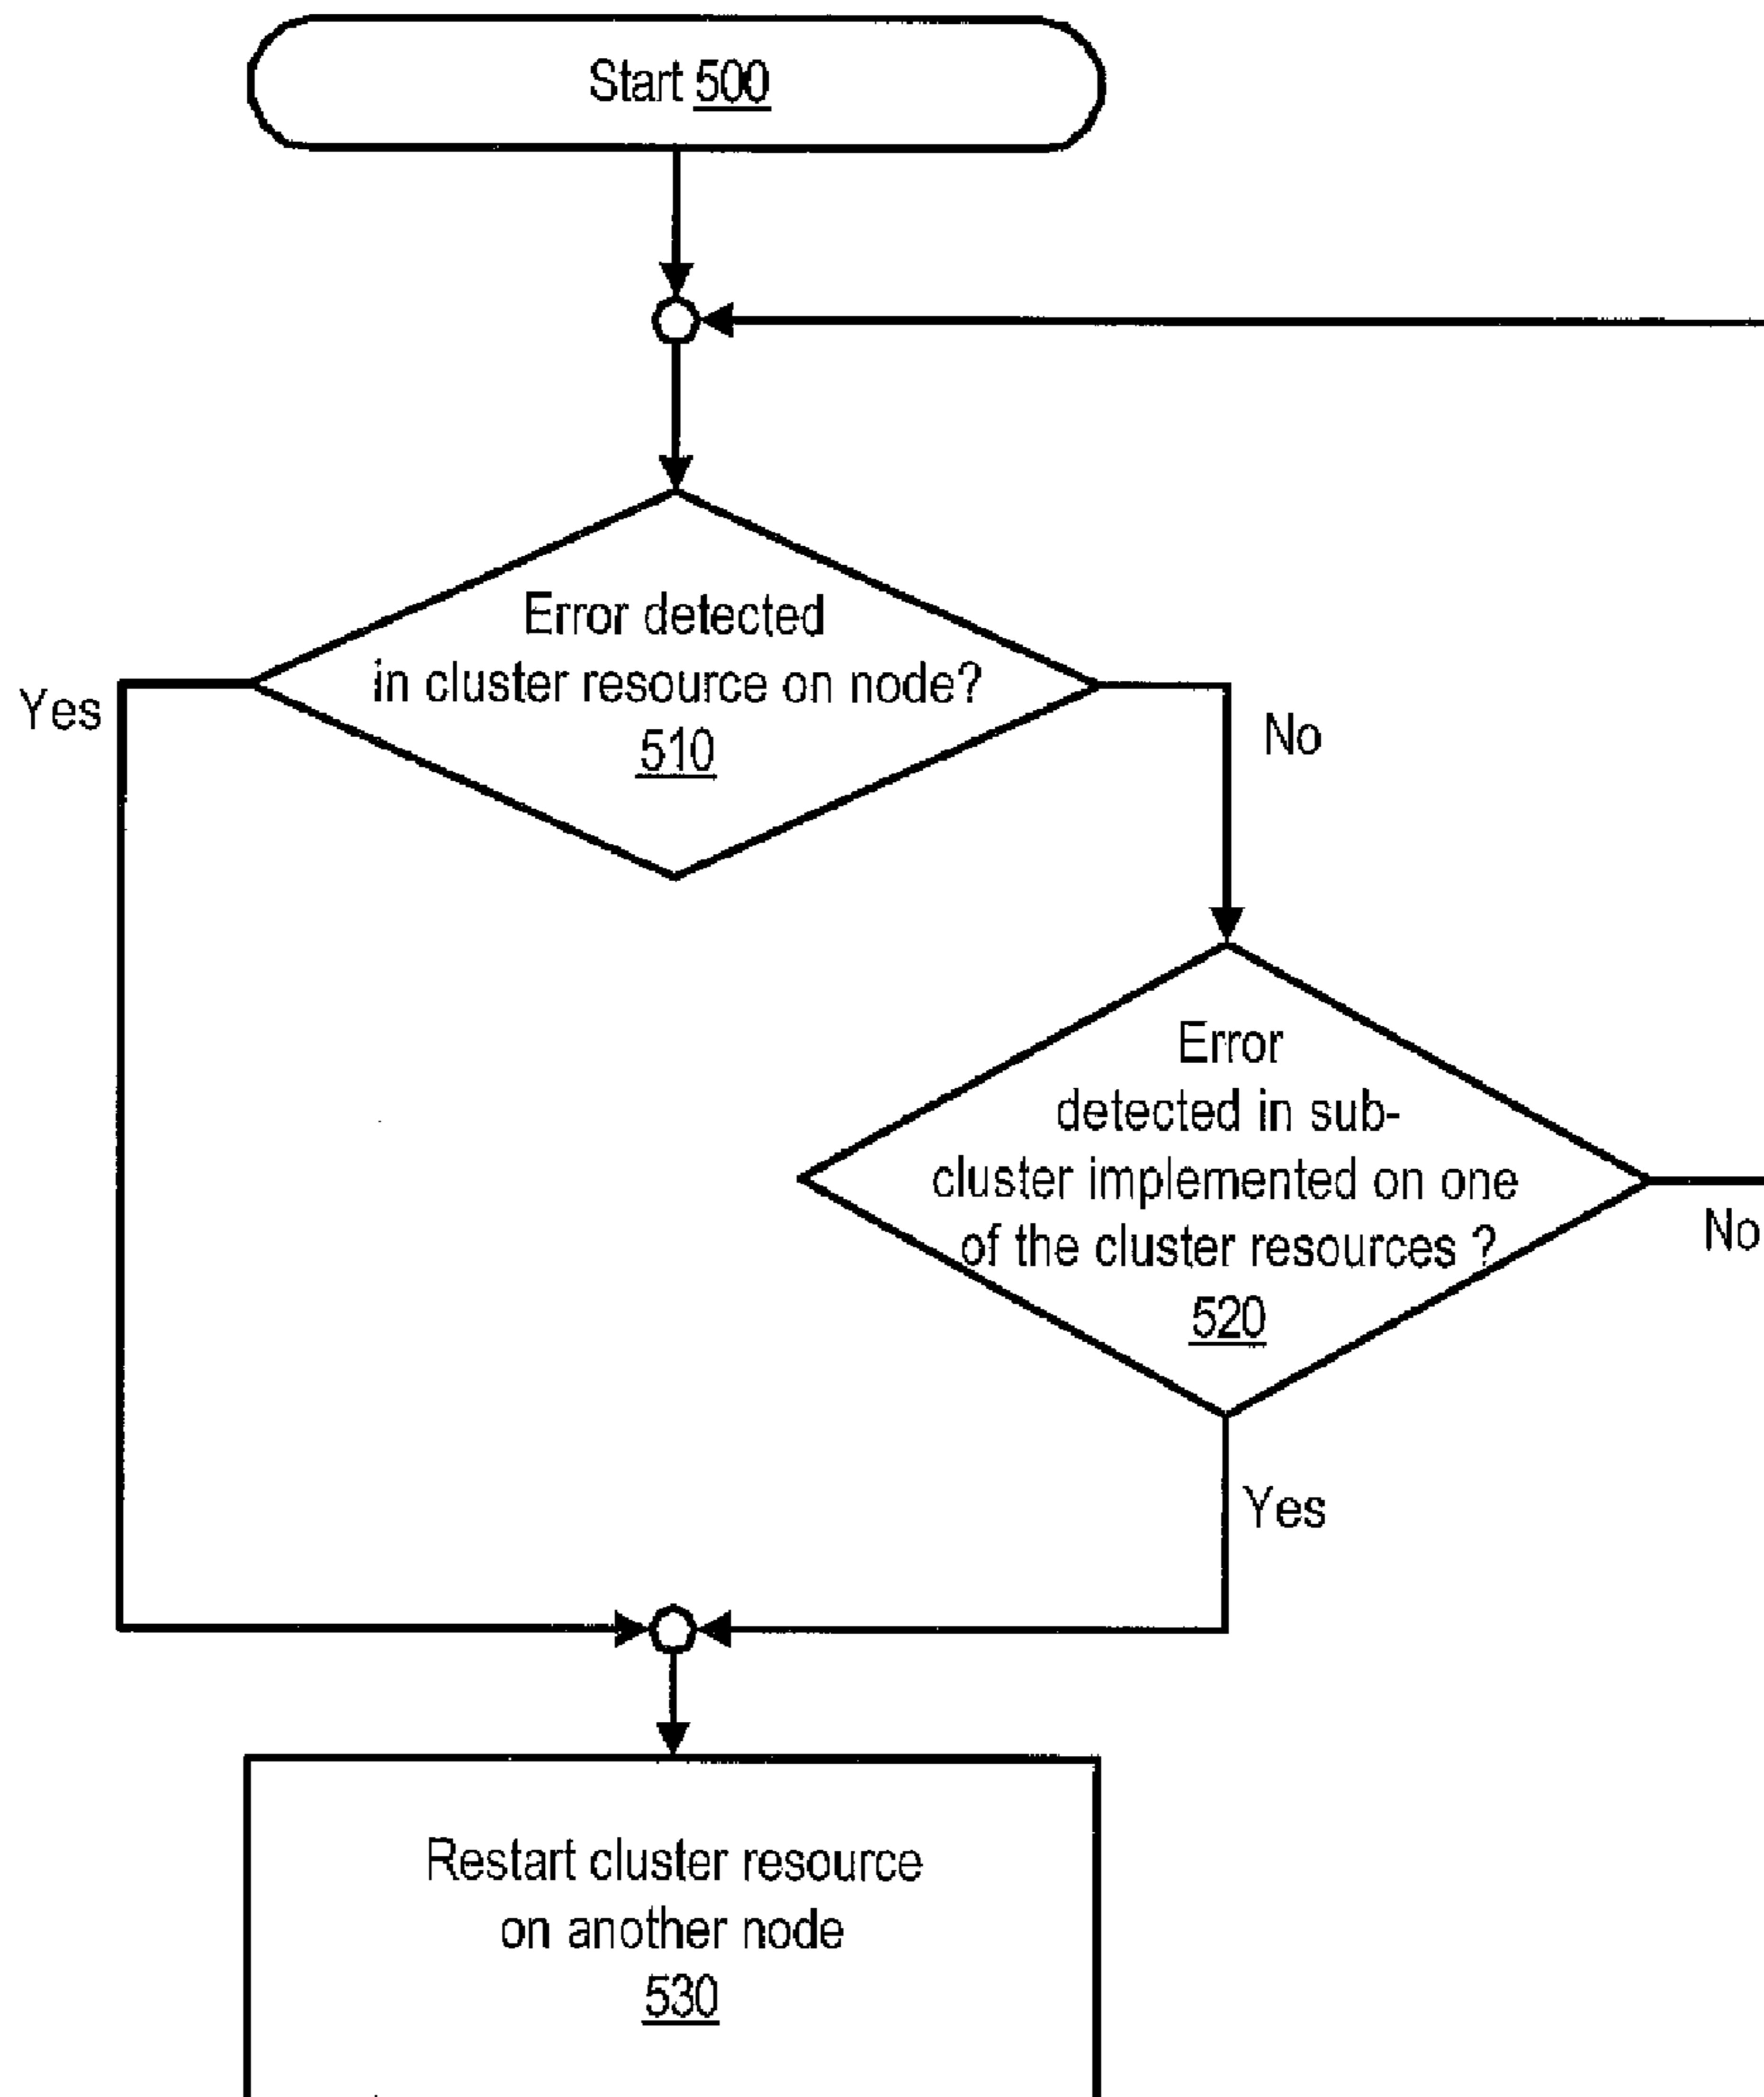 Start 500
Error detected
in cluster resource on node?
510
Yes
No
Error
detected in sub-
cluster implemented on one
of the cluster resources ?
520
No
Yes
Restart cluster resource
on another node
530